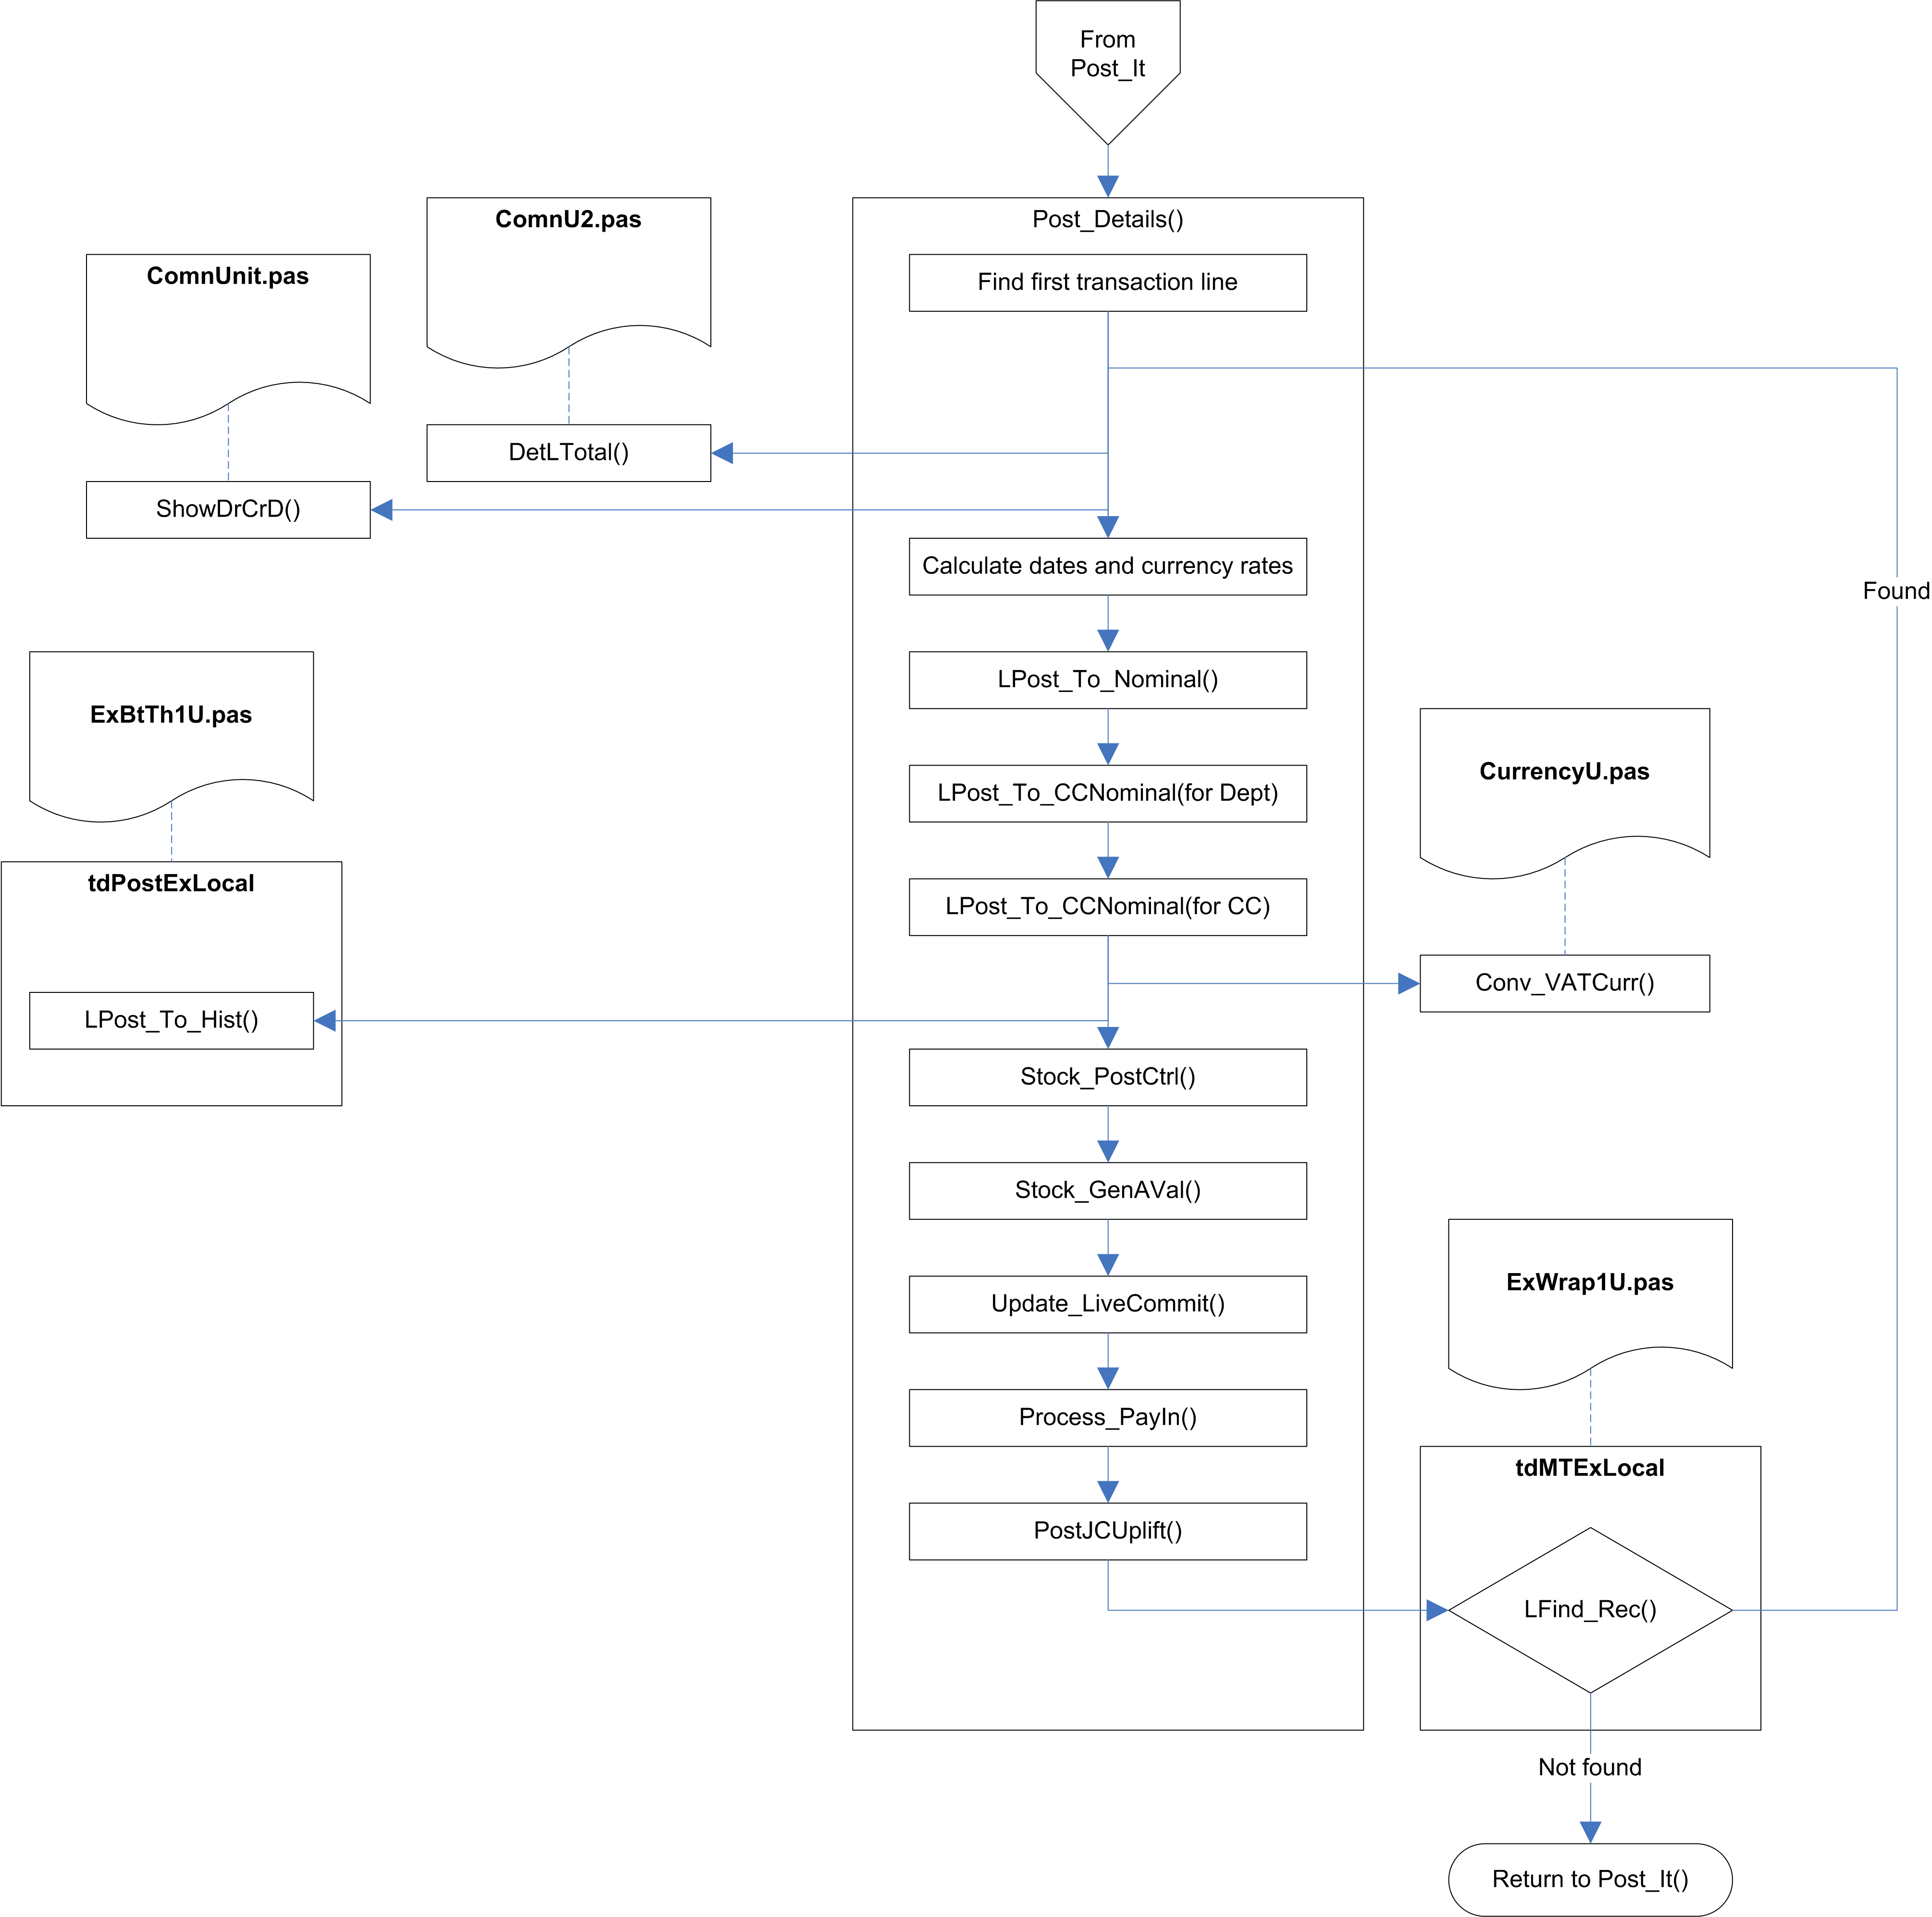 From
Post_It
Post_Details()
ComnU2.pas
ComnUnit.pas
Find first transaction line
DetLTotal()
ShowDrCrD()
Calculate dates and currency rates
Found
LPost_To_Nominal()
ExBtTh1U.pas
CurrencyU.pas
LPost_To_CCNominal(for Dept)
tdPostExLocal
LPost_To_CCNominal(for CC)
Conv_VATCurr()
LPost_To_Hist()
Stock_PostCtrl()
Stock_GenAVal()
ExWrap1U.pas
Update_LiveCommit()
Process_PayIn()
tdMTExLocal
PostJCUplift()
LFind_Rec()
Not found
Return to Post_It()